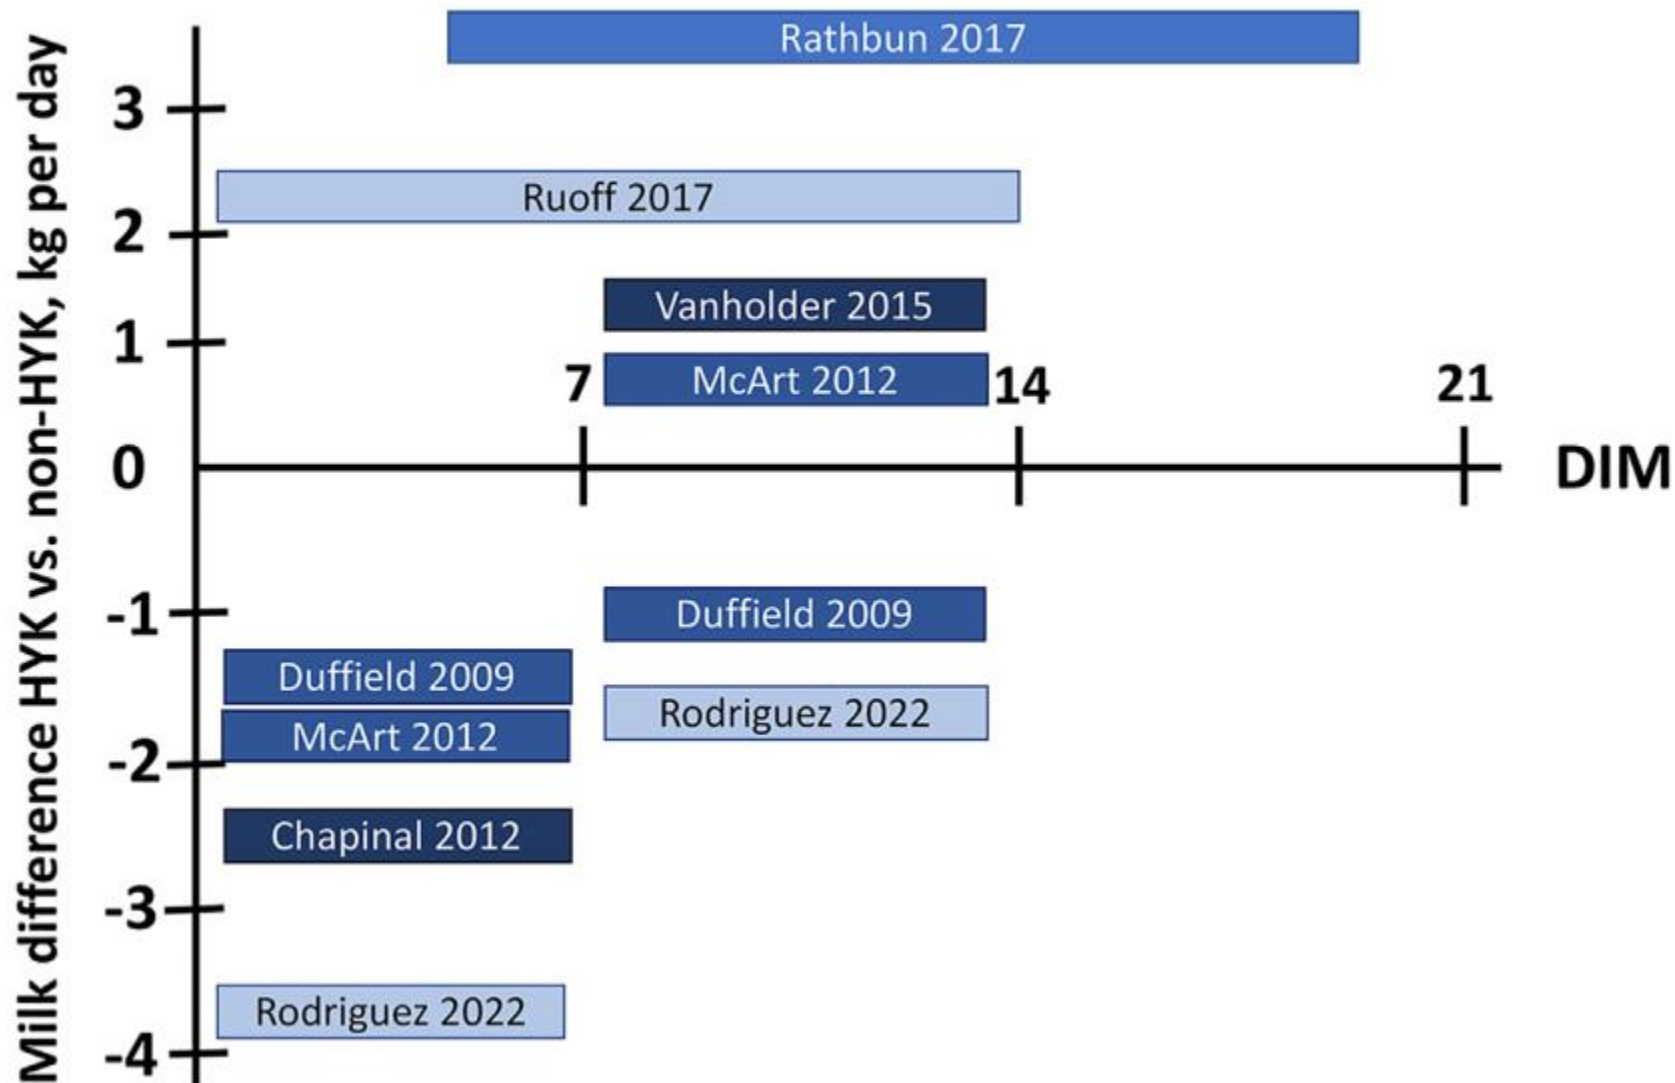 Milk difference HYK vs. non-HYK, kg per day
Rathbun 2017
3
Ruoff 2017
2
Vanholder 2015
1
7
McArt 2012
14
21
0
DIM
-1
Duffield 2009
Duffield 2009
Rodriguez 2022
McArt 2012
-2
Chapinal 2012
-3
Rodriguez 2022
-4